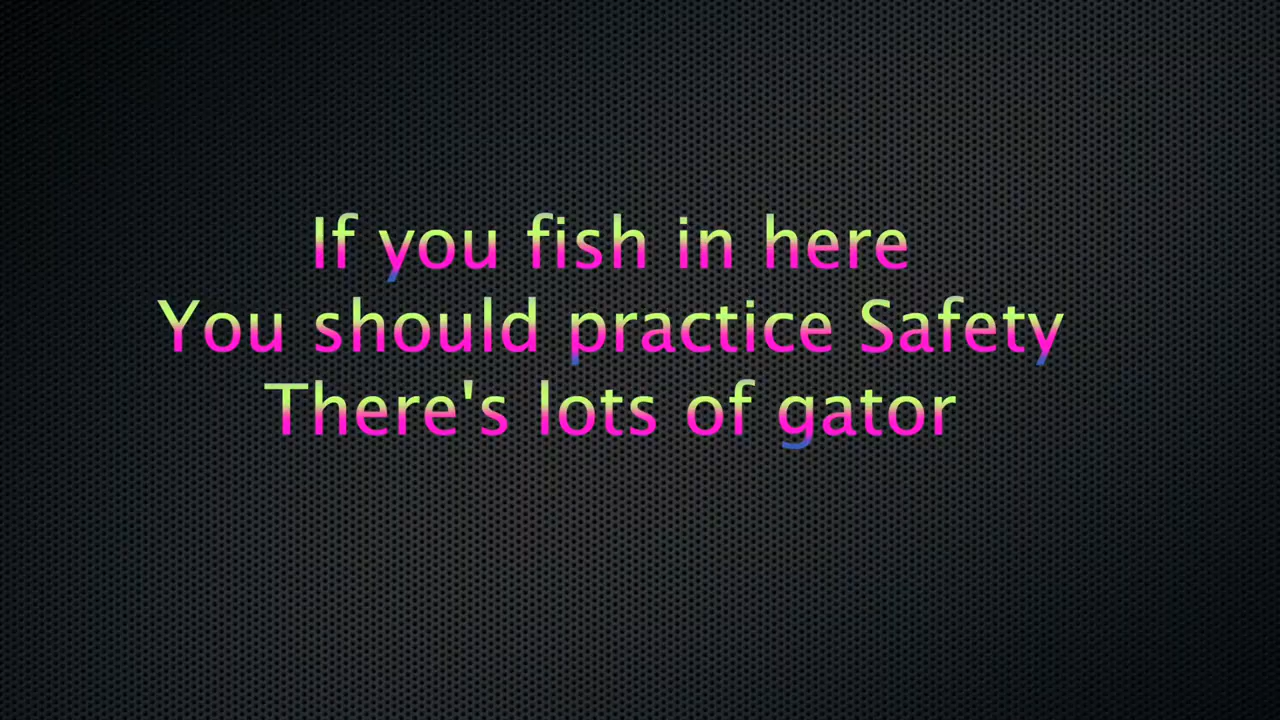 If you fish in here
You should practice Safety
There's lots of gator